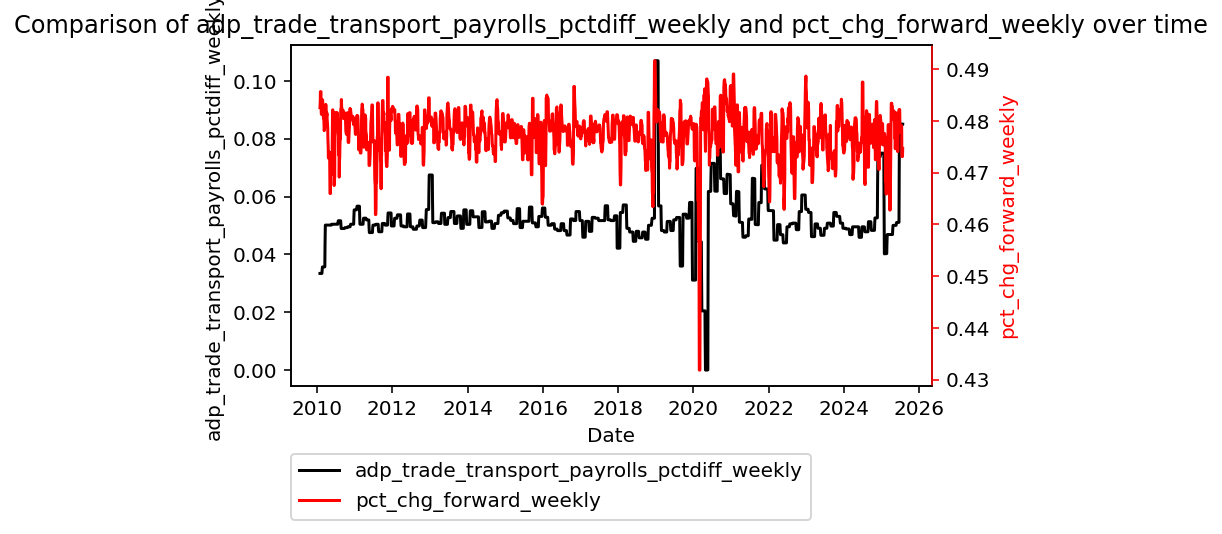 Comparison of adp_trade_transport_payrolls_pctdiff_weekly and pct_chg_forward_weekly over time
adp_trade_transport_payrolls_pctdiff_weekly
0.10
0.08
0.06
0.04
0.02
0.00
0.49
0.48
0.47
0.46
0.45
0.44
0.43
pct_chg_forward_weekly
2010 2012 2014 2016 2018 2020 2022 2024 2026
Date
adp_trade_transport_payrolls_pctdiff_weekly
pct_chg_forward_weekly